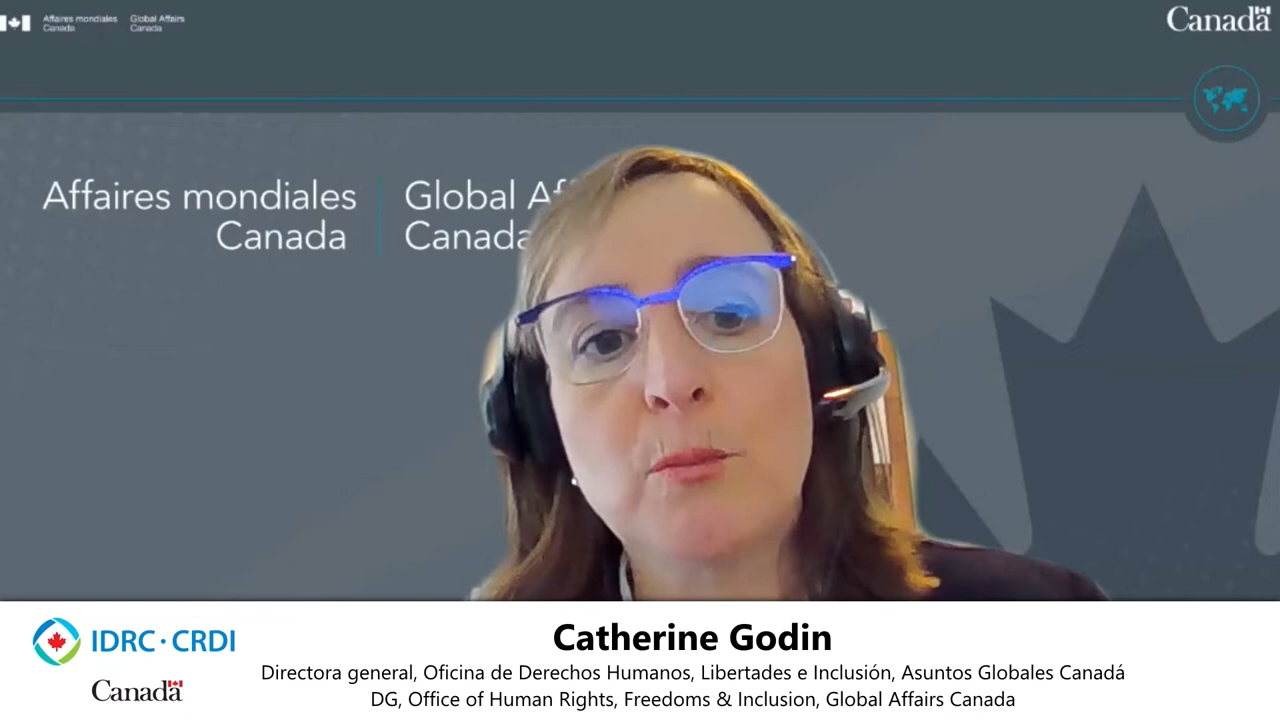 Affaires mondiales Global Affairs
Canada Canada
Canada
Affaires mondiales Global Af
Canada Canada
IDRC·CRDI
Canada
Catherine Godin
Directora general, Oficina de Derechos Humanos, Libertades e Inclusión, Asuntos Globales Canadá
DG, Office of Human Rights, Freedoms & Inclusion, Global Affairs Canada